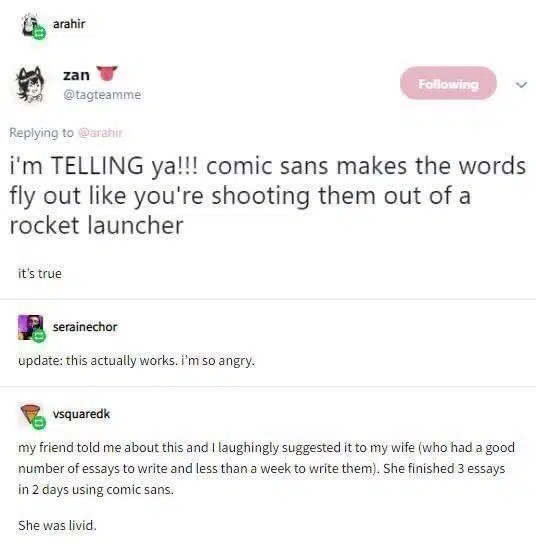 arahir
zan
@tagteamme
Following
Replying to @arahir
i'm TELLING ya!!! comic sans makes the words
fly out like you're shooting them out of a
rocket launcher
it's true
serainechor
update: this actually works. i'm so angry.
vsquaredk
my friend told me about this and I laughingly suggested it to my wife (who had a good
number of essays to write and less than a week to write them). She finished 3 essays
in 2 days using comic sans.
She was livid.